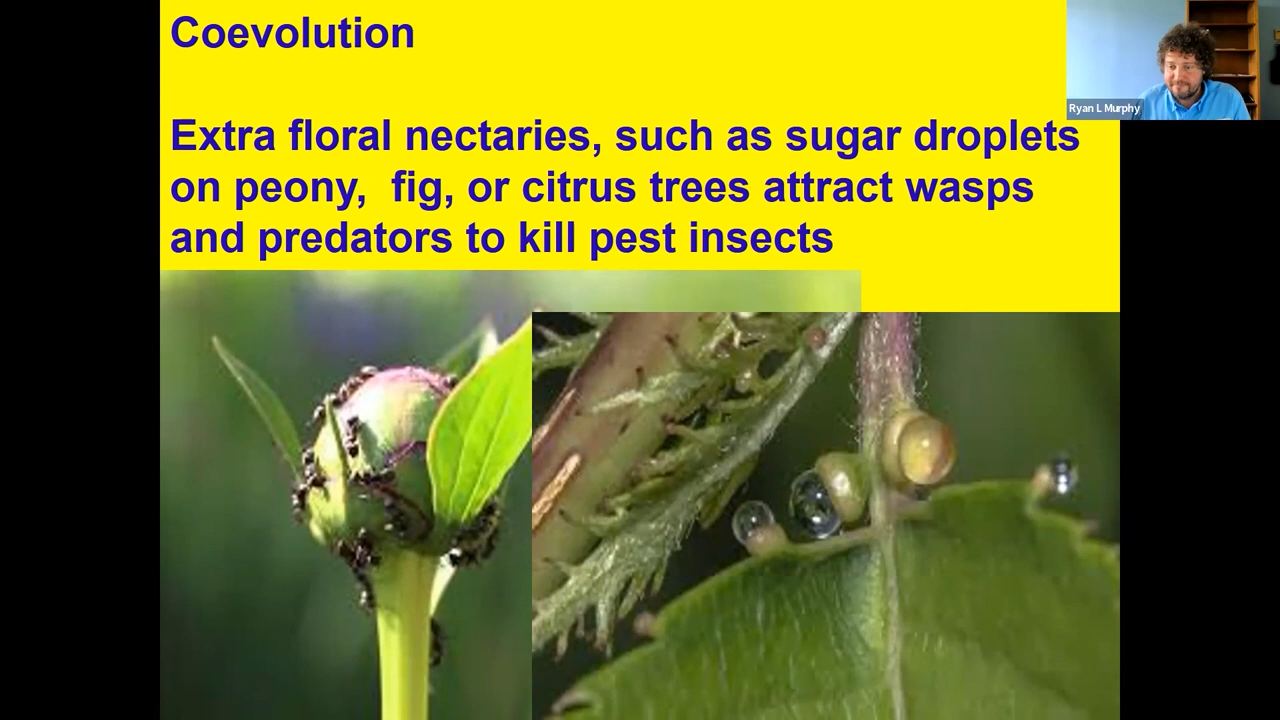 Coevolution
Extra floral nectaries, such as sugar droplets
on peony, fig, or citrus trees attract wasps
and predators to kill pest insects
Ryan L Murphy